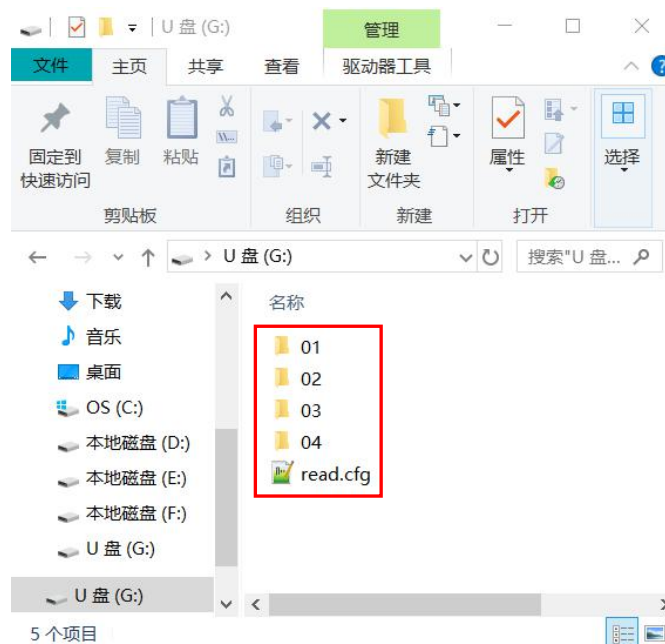 U 盘 (G:)
管理
文件
主页
共享
查看
驱动器工具
固定到
快速访问
复制
粘贴
新建
文件夹
属性
选择
剪贴板
组织
新建
打开
U 盘 (G:)
搜索"U 盘...
下载
音乐
桌面
OS (C:)
本地磁盘 (D:)
本地磁盘 (E:)
本地磁盘 (F:)
U 盘 (G:)
U 盘 (G:)
名称
01
02
03
04
read.cfg
5 个项目